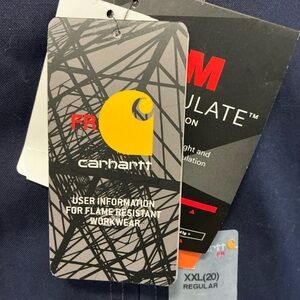 FR
carhartt
USER INFORMATION
FOR FLAME RESISTANT
WORKWEAR
M
ULATE™
ON
ght and
ulation
FR
XXL(20)
REGULAR